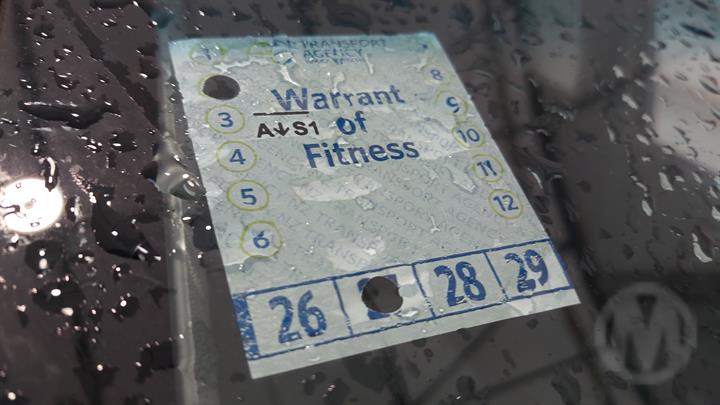 TRANSPORT
AGENCY
Warrant
of
Fitness
A↓S1
3
4
5
6
8
9
10
11
12
26
28
29
M